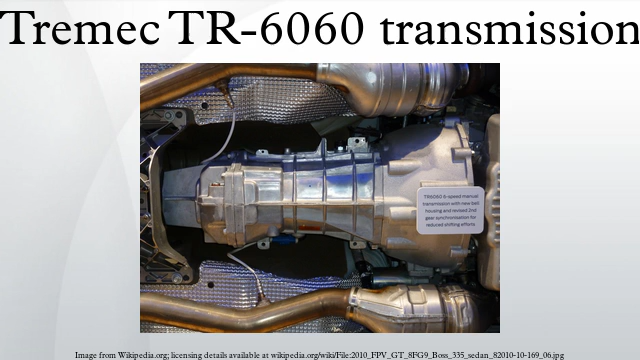 Tremec TR-6060 transmission
TR6060 6-speed manual
transmission with new bell
housing and revised 2nd
gear synchronisation for
reduced shifting efforts.
Image from Wikipedia.org; licensing details available at wikipedia.org/wiki/File:2010_FPV_GT_8FG9_Boss_335_sedan_82010-10-169_06.jpg